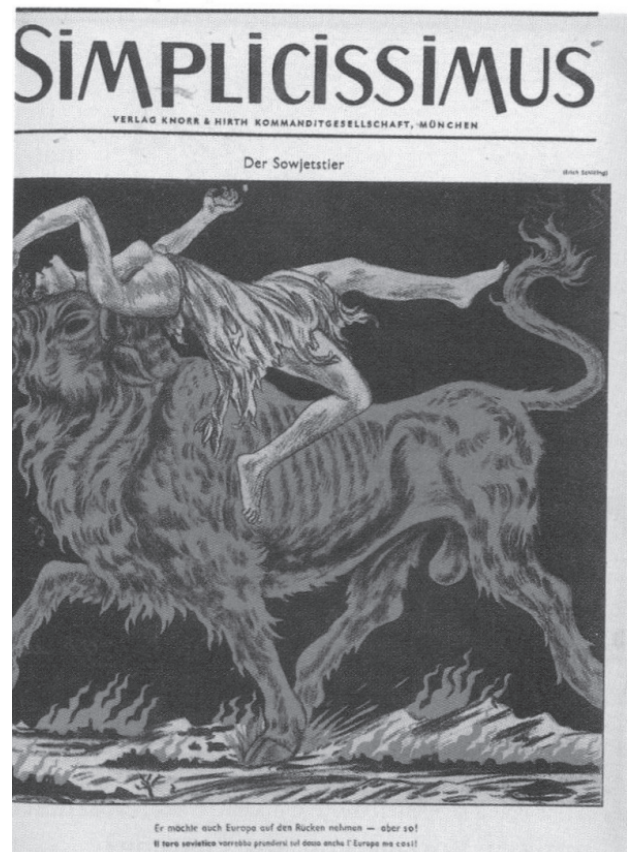 SiMPLiCiSSiMUS
VERLAG KNORR & HIRTH KOMMANDITGESELLSCHAFT, MÜNCHEN
Der Sowjetstier
(Erich Schilling)
Er möchte auch Europa auf den Rücken nehmen — aber so!
Il toro sovietico vorrebbe prendersi sul dosso anche l'Europa ma così!